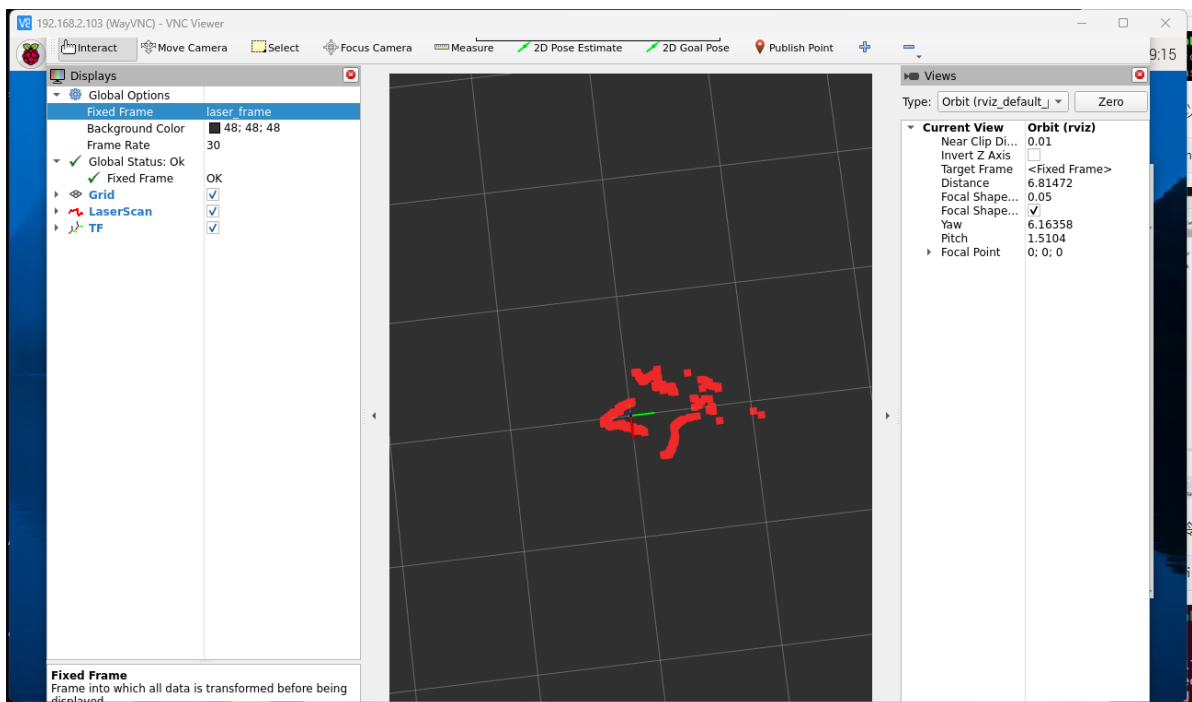 192.168.2.103 (WayVNC) - VNC Viewer
Interact Move Camera Select Focus Camera Measure 2D Pose Estimate 2D Goal Pose Publish Point
9:15
Displays
Global Options
Fixed Frame laser_frame
Background Color 48; 48; 48
Frame Rate 30
Global Status: Ok
Fixed Frame OK
Grid
LaserScan
TF
Fixed Frame
Frame into which all data is transformed before being
displayed.
Views
Type: Orbit (rviz_default_ Zero
Current View Orbit (rviz)
Near Clip Di... 0.01
Invert Z Axis
Target Frame <Fixed Frame>
Distance 6.81472
Focal Shape... 0.05
Focal Shape...
Yaw 6.16358
Pitch 1.5104
Focal Point 0; 0; 0